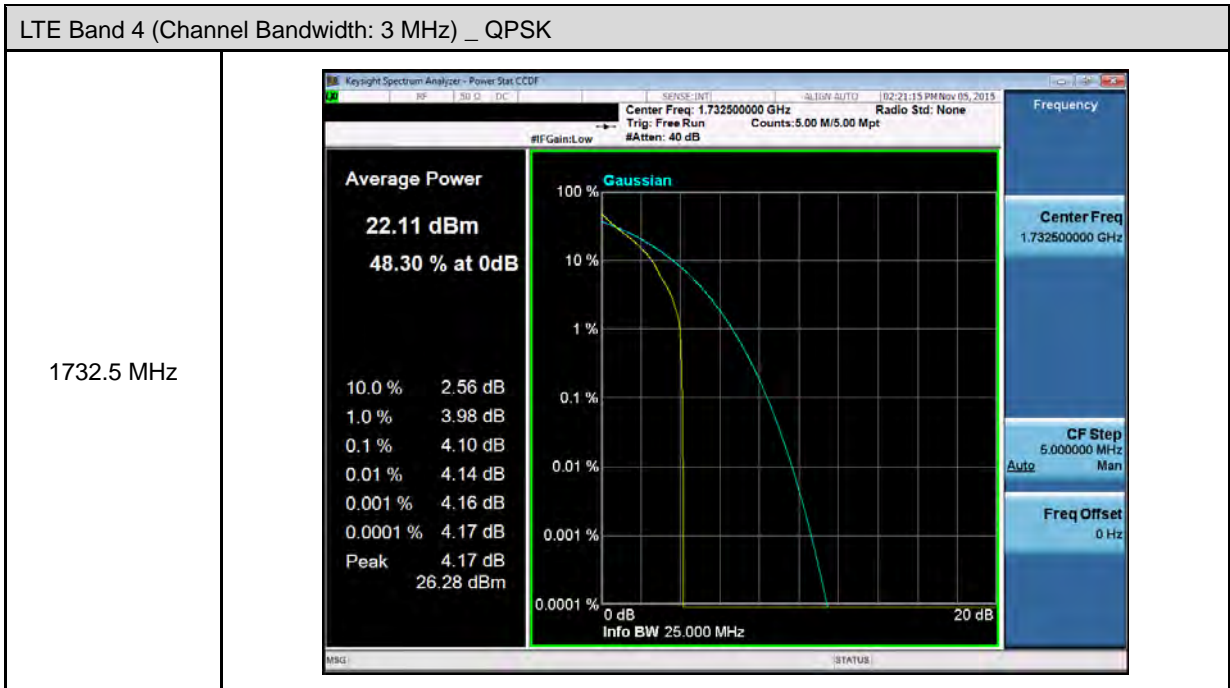 LTE Band 4 (Channel Bandwidth: 3 MHz) _ QPSK
1732.5 MHz
Keysight Spectrum Analyzer - Power Stat CCDF
RF 50 Ω DC SENSE:INT ALIGN AUTO 02:21:15 PM Nov 05, 2015
Center Freq: 1.732500000 GHz Radio Std: None
Trig: Free Run Counts:5.00 M/5.00 Mpt
#IFGain:Low #Atten: 40 dB
Average Power
22.11 dBm
48.30 % at 0dB
10.0 % 2.56 dB
1.0 % 3.98 dB
0.1 % 4.10 dB
0.01 % 4.14 dB
0.001 % 4.16 dB
0.0001 % 4.17 dB
Peak 4.17 dB
26.28 dBm
Gaussian
100 %
10 %
1 %
0.1 %
0.01 %
0.001 %
0.0001 %
0 dB 20 dB
Info BW 25.000 MHz
Frequency
Center Freq
1.732500000 GHz
CF Step
5.000000 MHz
Auto Man
Freq Offset
0 Hz
MSG STATUS